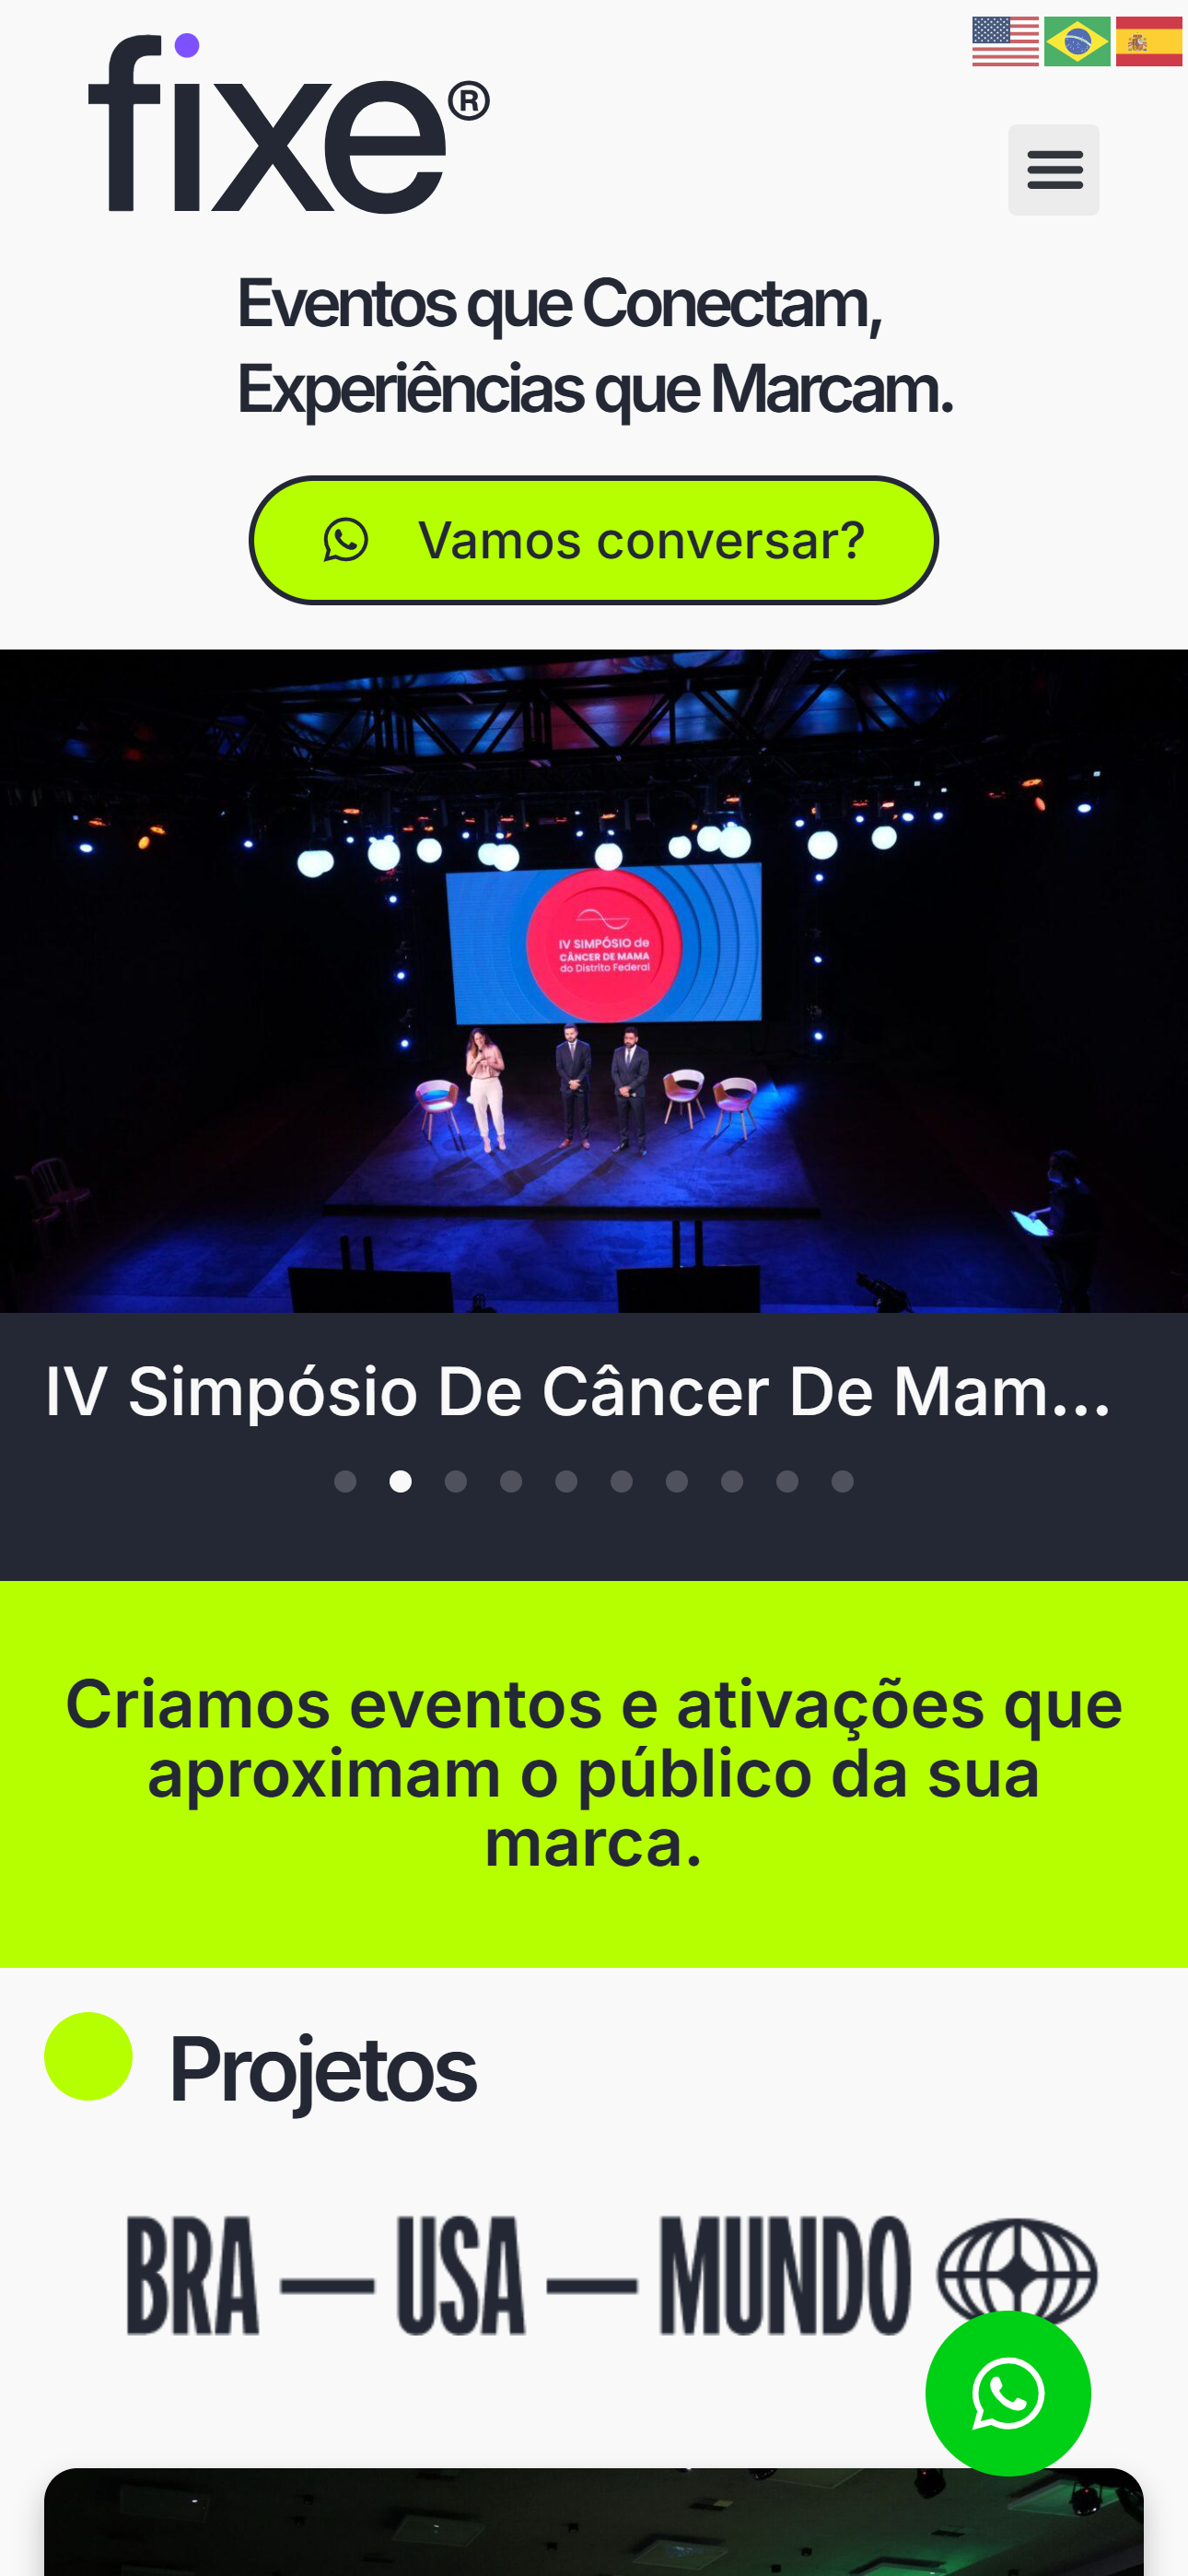 fixe®
Eventos que Conectam,
Experiências que Marcam.
Vamos conversar?
IV SIMPÓSIO de
CÂNCER DE MAMA
do Distrito Federal
IV Simpósio De Câncer De Mam...
Criamos eventos e ativações que
aproximam o público da sua
marca.
Projetos
BRA — USA — MUNDO